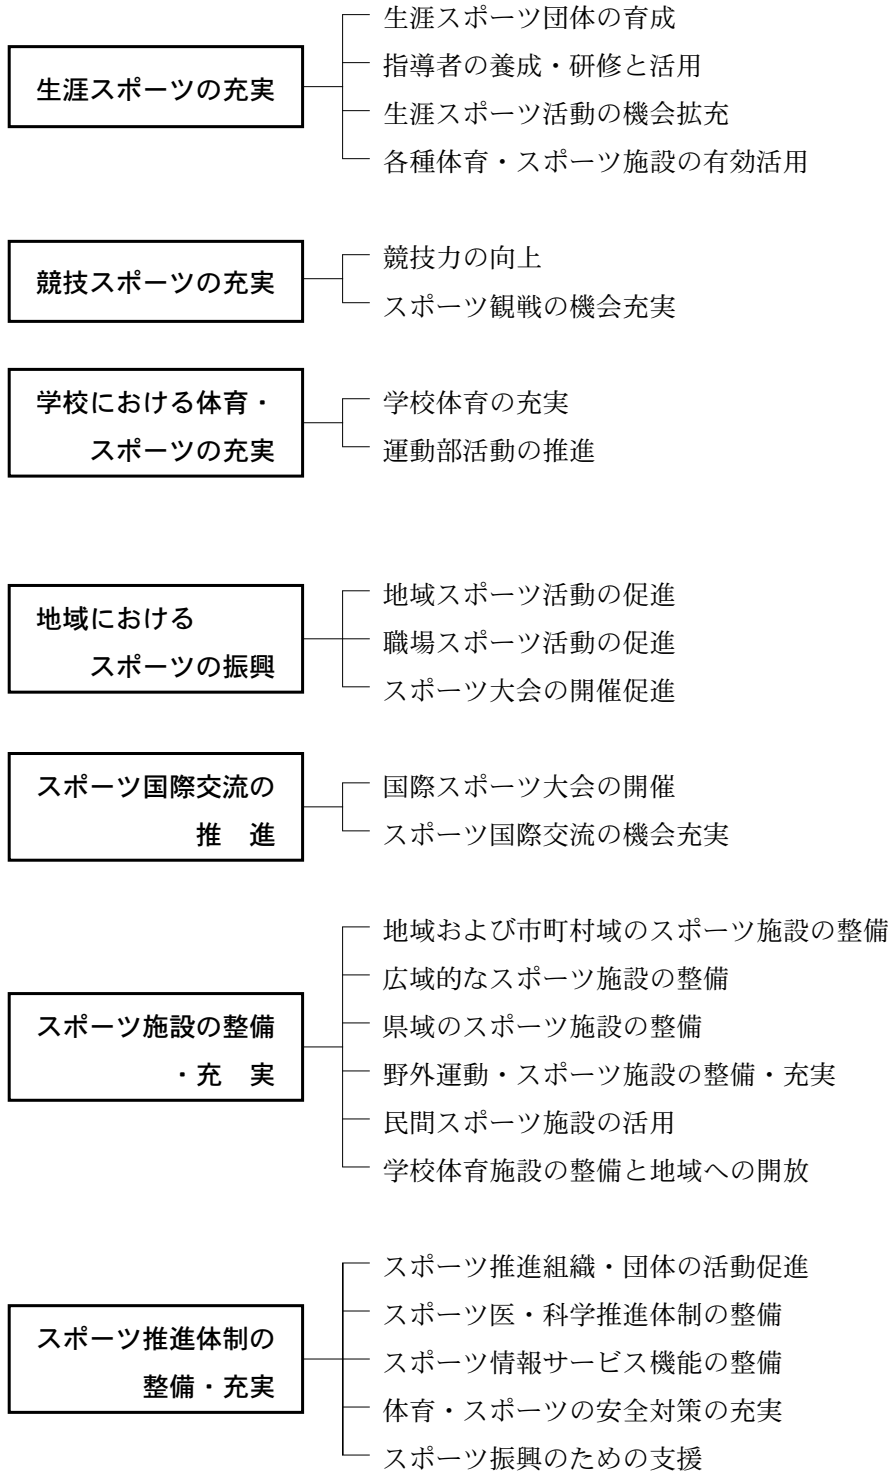 生涯スポーツの充実
生涯スポーツ団体の育成
指導者の養成・研修と活用
生涯スポーツ活動の機会拡充
各種体育・スポーツ施設の有効活用
競技スポーツの充実
競技力の向上
スポーツ観戦の機会充実
学校における体育・
スポーツの充実
学校体育の充実
運動部活動の推進
地域における
スポーツの振興
地域スポーツ活動の促進
職場スポーツ活動の促進
スポーツ大会の開催促進
スポーツ国際交流の
推　進
国際スポーツ大会の開催
スポーツ国際交流の機会充実
スポーツ施設の整備
・充　実
地域および市町村域のスポーツ施設の整備
広域的なスポーツ施設の整備
県域のスポーツ施設の整備
野外運動・スポーツ施設の整備・充実
民間スポーツ施設の活用
学校体育施設の整備と地域への開放
スポーツ推進体制の
整備・充実
スポーツ推進組織・団体の活動促進
スポーツ医・科学推進体制の整備
スポーツ情報サービス機能の整備
体育・スポーツの安全対策の充実
スポーツ振興のための支援